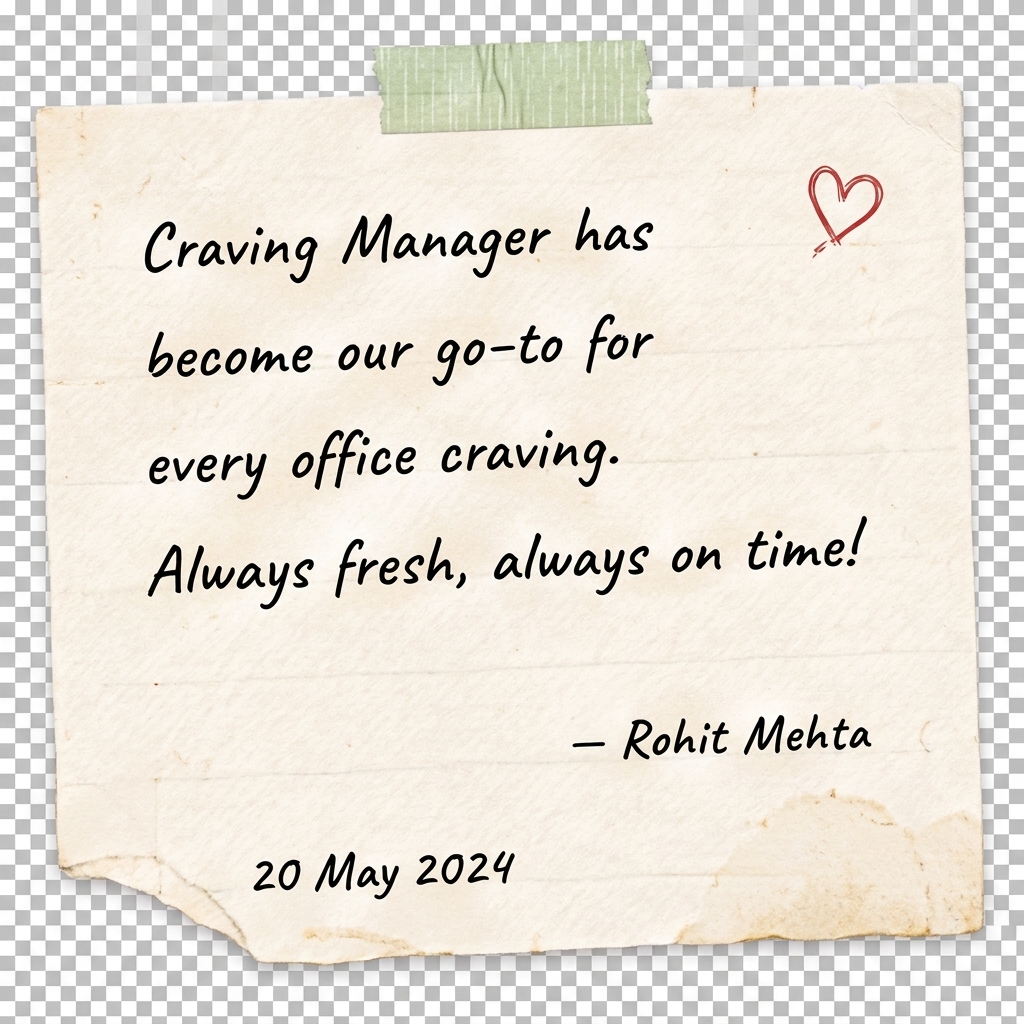 Craving Manager has
become our go-to for
every office craving.
Always fresh, always on time!
— Rohit Mehta
20 May 2024